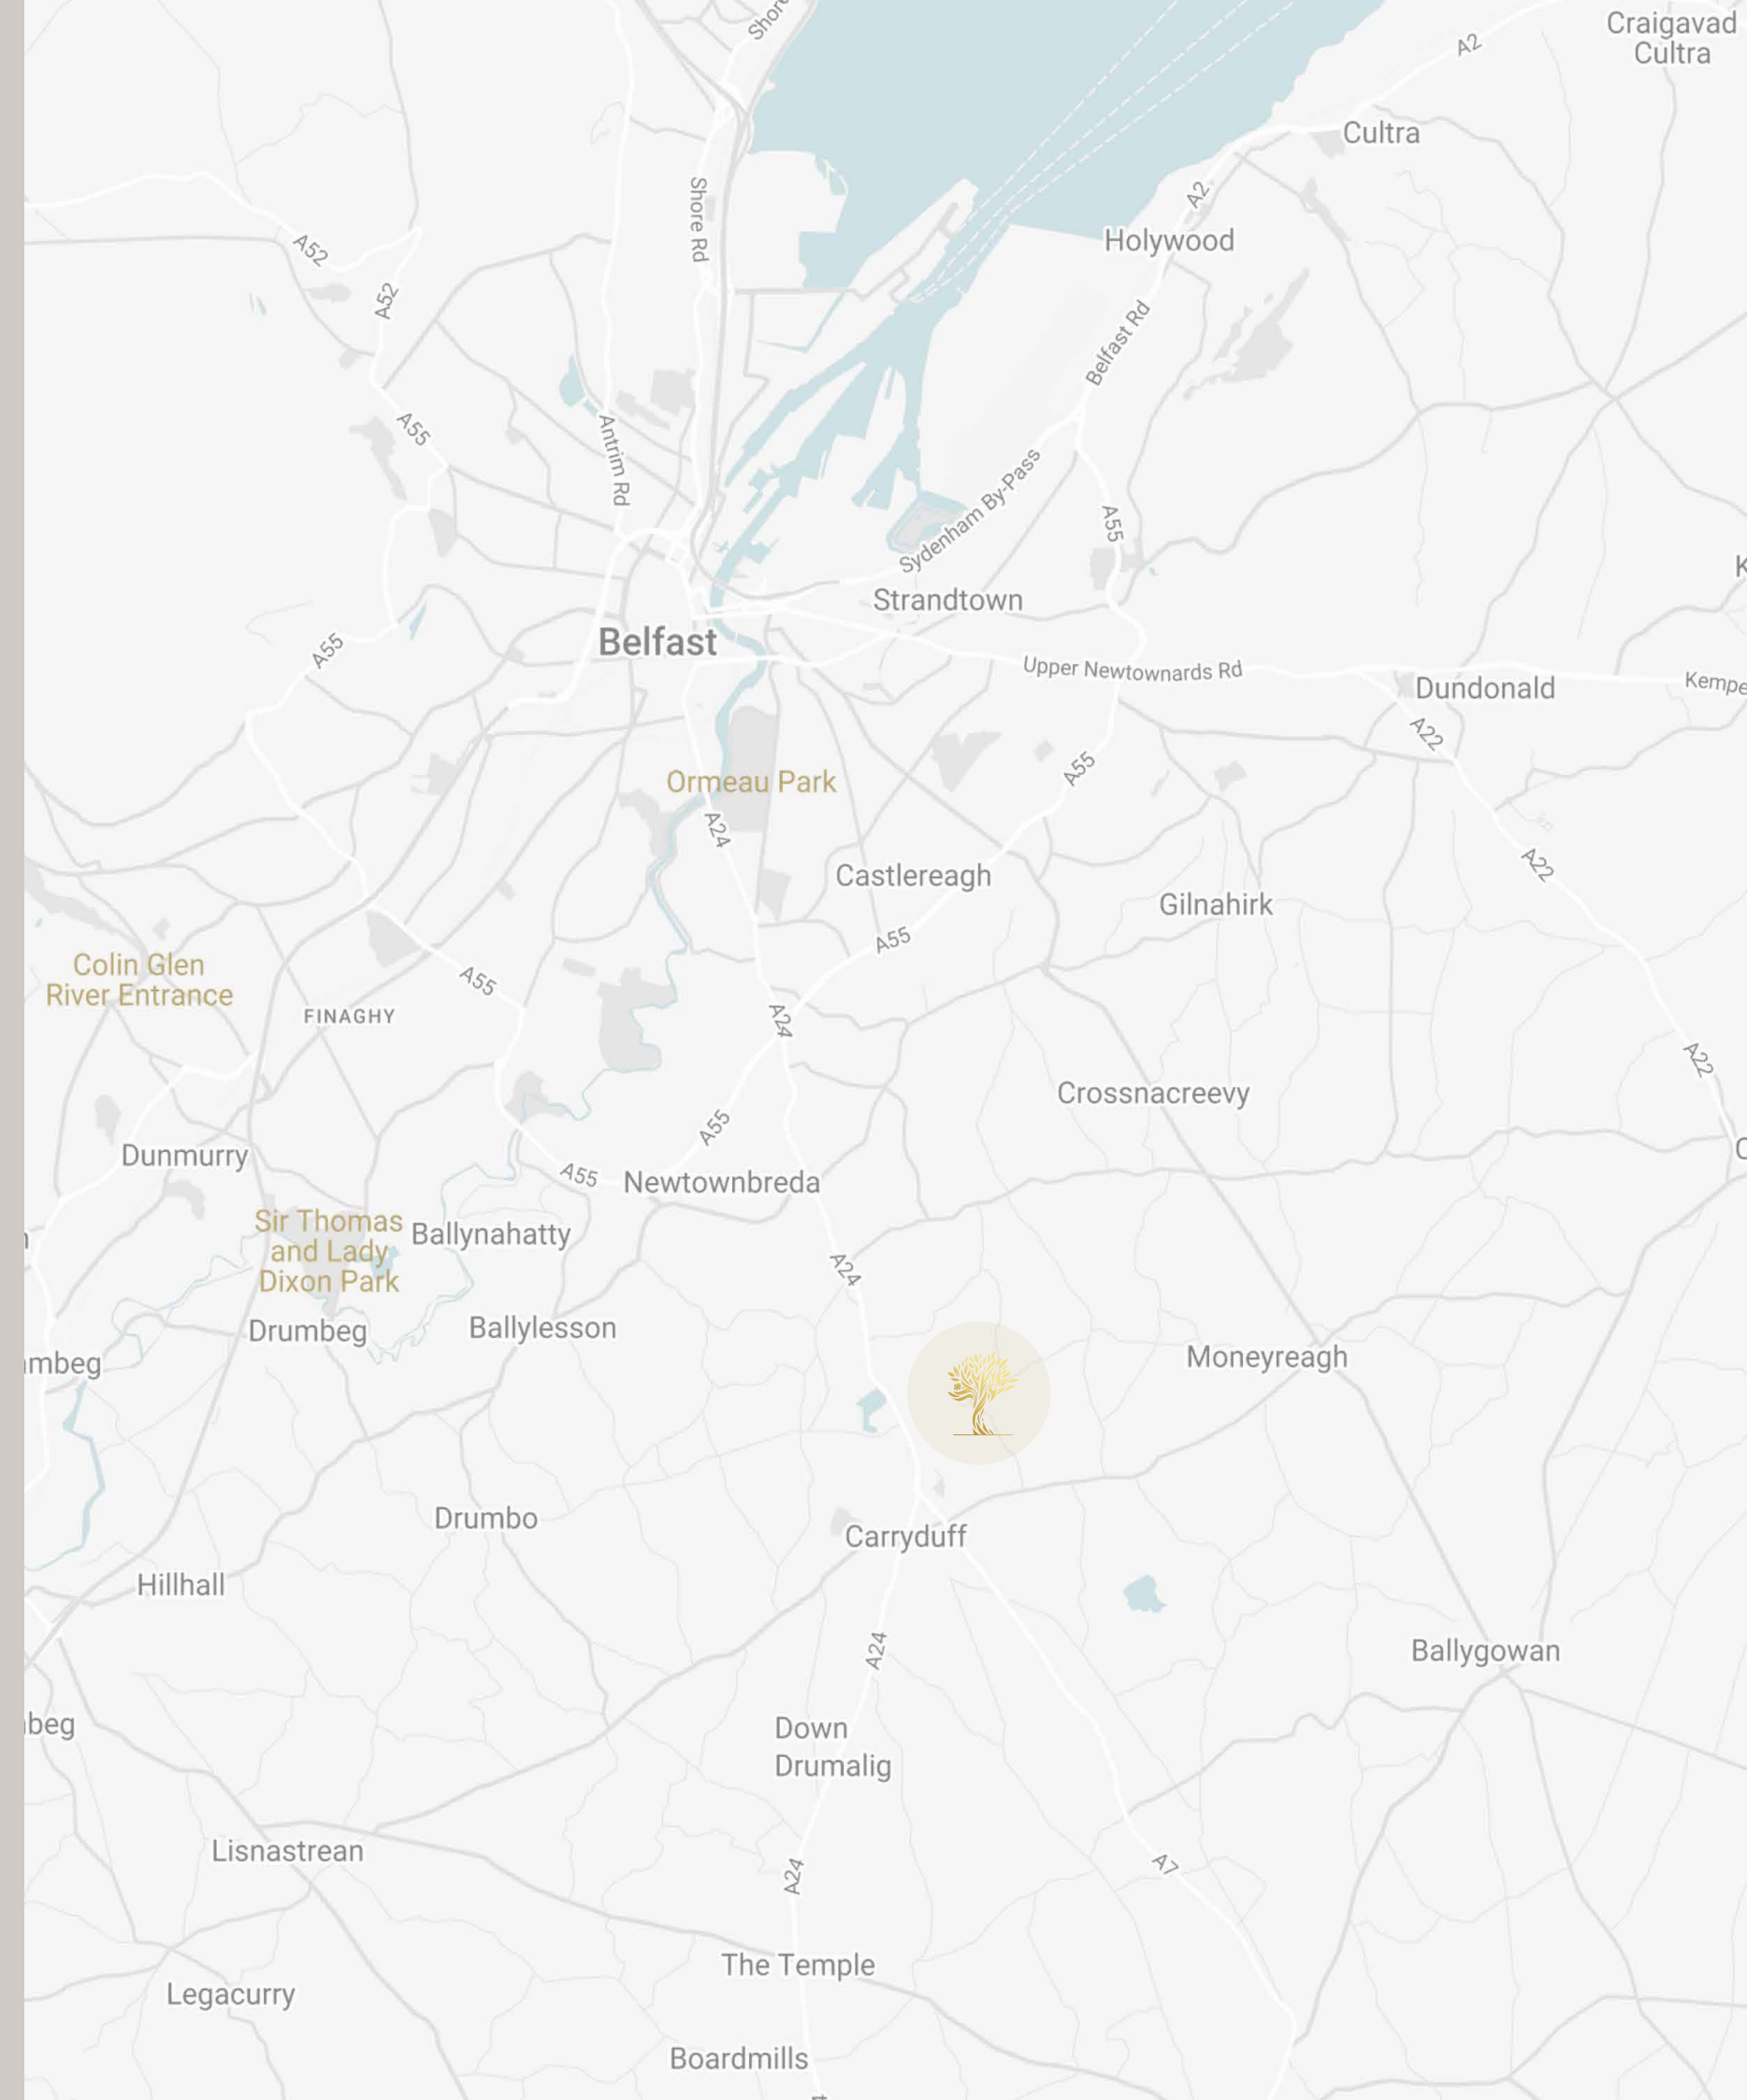 Shore
Craigavad
Cultra
A2
Cultra
Shore Rd
A2
Holywood
A52
A52
Belfast Rd
A55
Antrim Rd
Sydenham By-Pass
A55
Strandtown
Belfast
A55
Upper Newtownards Rd
Dundonald
Kempe
A22
A55
Ormeau Park
A24
A22
Castlereagh
Gilnahirk
A55
Colin Glen
River Entrance
A55
FINAGHY
A24
A22
Crossnacreevy
A55
Dunmurry
A55
Newtownbreda
Sir Thomas
and Lady
Dixon Park
Ballynahatty
A24
Drumbeg
Ballylesson
mbeg
Moneyreagh
Drumbo
Carryduff
Hillhall
A24
Ballygowan
beg
Down
Drumalig
Lisnastrean
A24
A7
The Temple
Legacurry
Boardmills